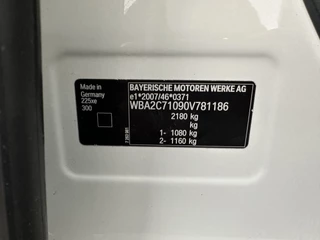 BAYERISCHE MOTOREN WERKE AG
Made in
Germany
225xe
300
e1*2007/46*0371
WBA2C71090V781186
2180 kg
kg
1- 1080 kg
2- 1160 kg